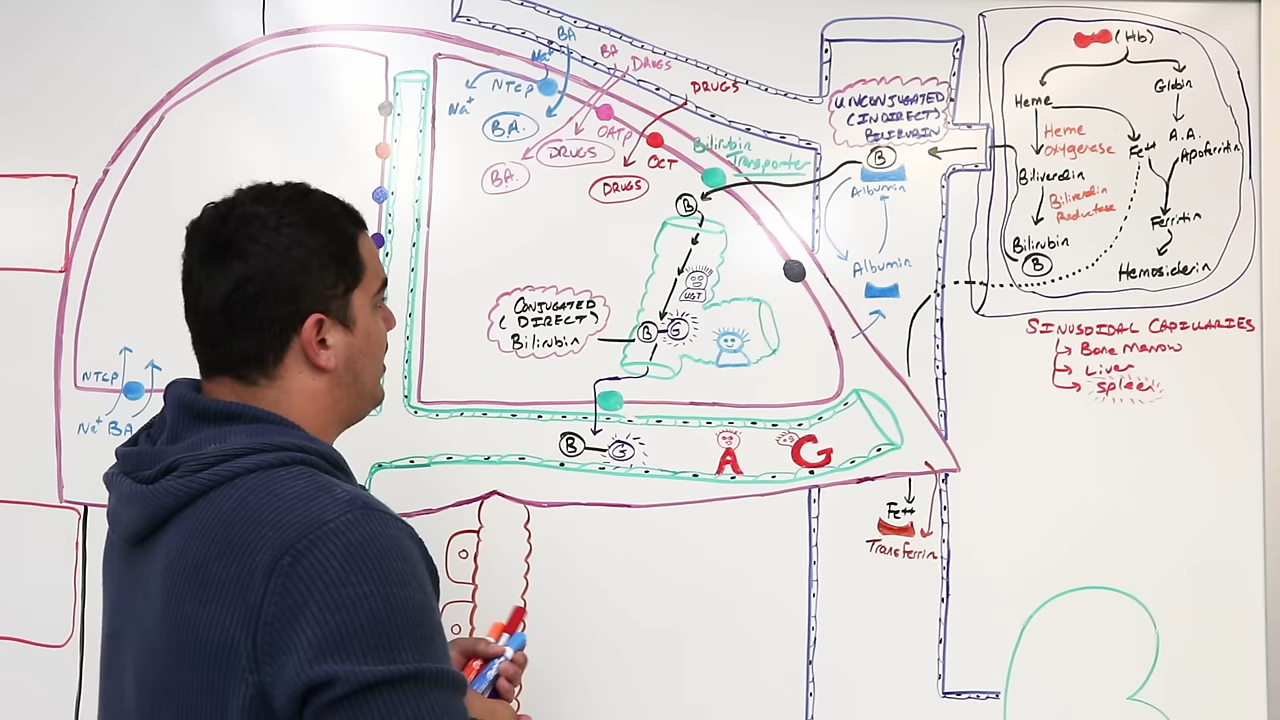 BA
Na+
NTCP
Na+
B.A.
BA
DRUGS
OATp
DRUGS
B.A.
DRUGS
OCT
DRUGS
Bilirubin
Transporter
UNCONJUGATED
(INDIRECT)
BILIRUBIN
B
Albumin
Albumin
(Hb)
Heme
Globin
Heme
Oxygenase
Fe++
A.A.
Apoferitin
Biliverdin
Biliverdin
Reductase
Ferritin
Bilirubin
B
Hemosiderin
SINUSOIDAL CAPILLARIES
Bone Marrow
Liver
Spleen
B
UGT
CONJUGATED
(DIRECT)
Bilirubin
B
G
B
G
A
G
NTCP
Na+ BA
Fe++
Transferrin